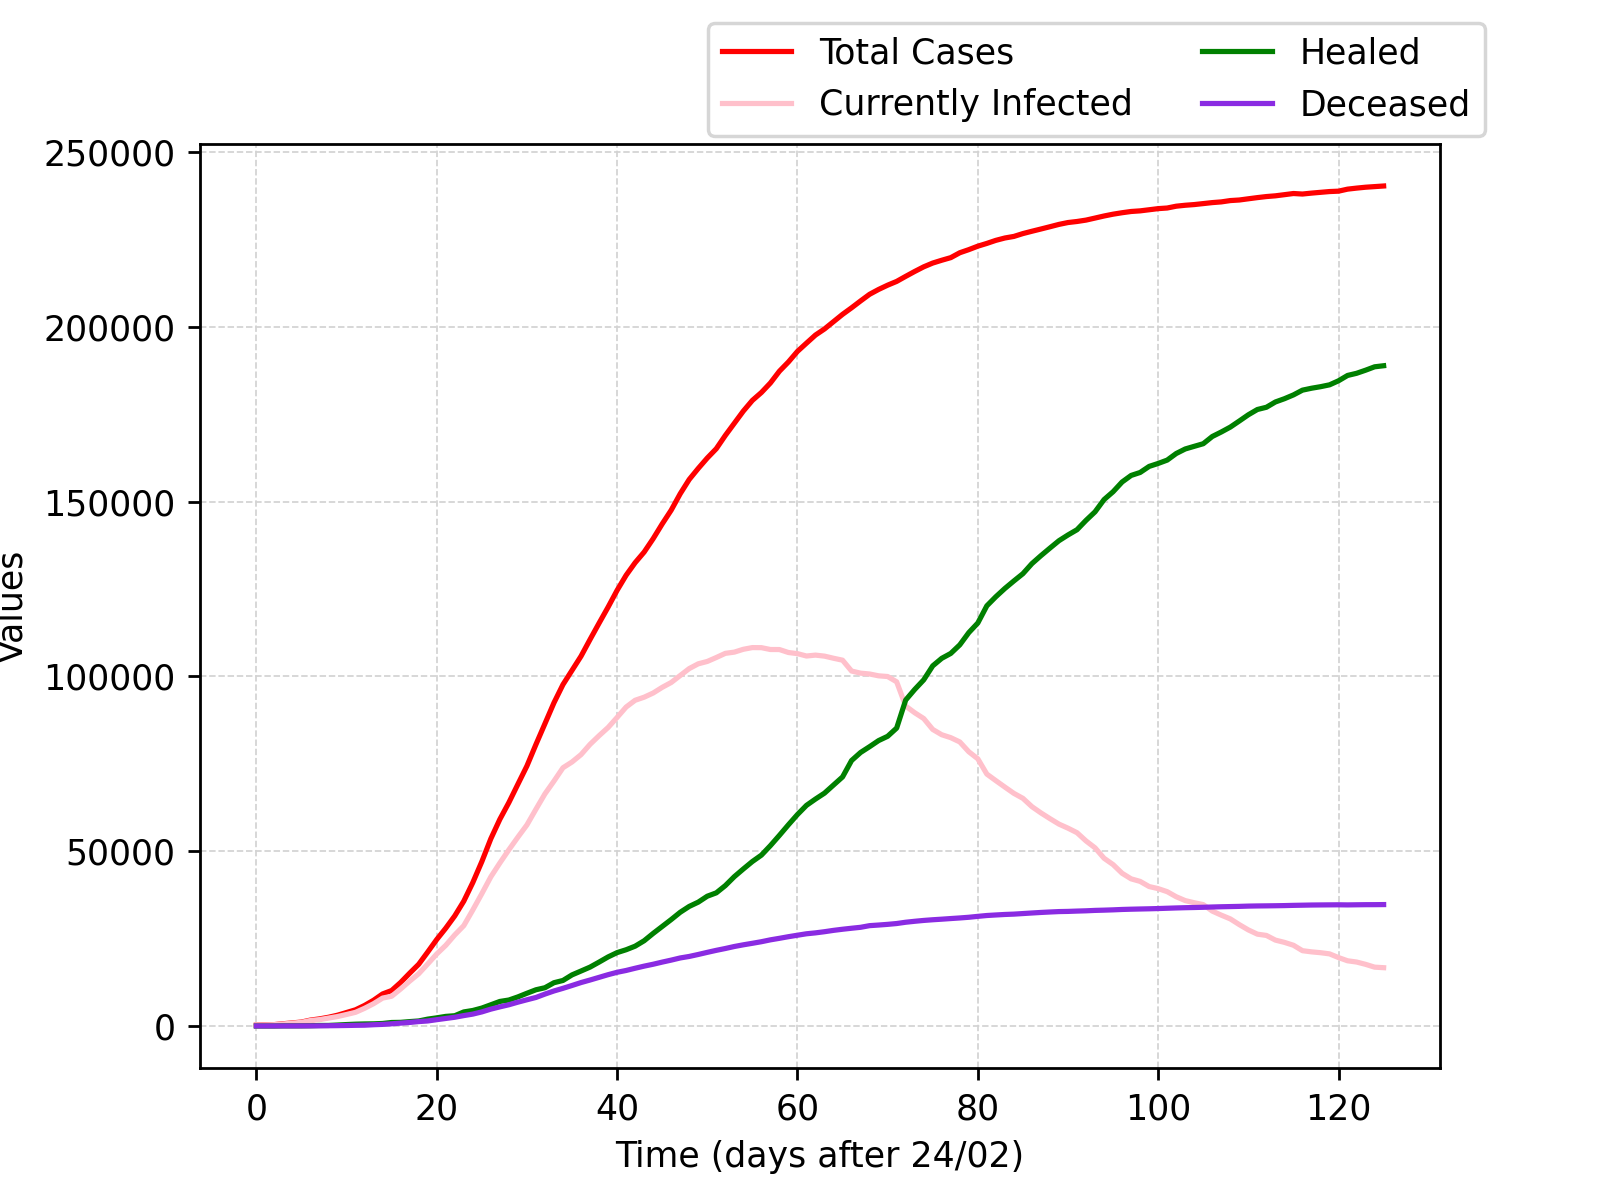 Total Cases
Currently Infected
Healed
Deceased
250000
200000
150000
100000
50000
0
Values
0 20 40 60 80 100 120
Time (days after 24/02)